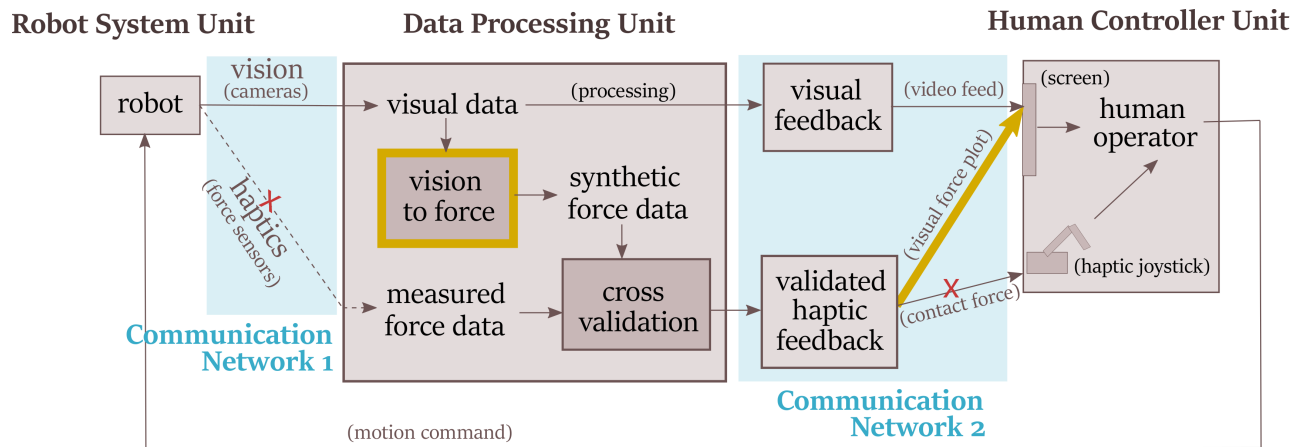 Robot System Unit
Data Processing Unit
Human Controller Unit
vision
(cameras)
robot
visual data
(processing)
visual
feedback
(video feed)
(screen)
human
operator
haptics
(force sensors)
X
vision
to force
synthetic
force data
(visual force plot)
(haptic joystick)
measured
force data
cross
validation
validated
haptic
feedback
X
(contact force)
Communication
Network 1
Communication
Network 2
(motion command)